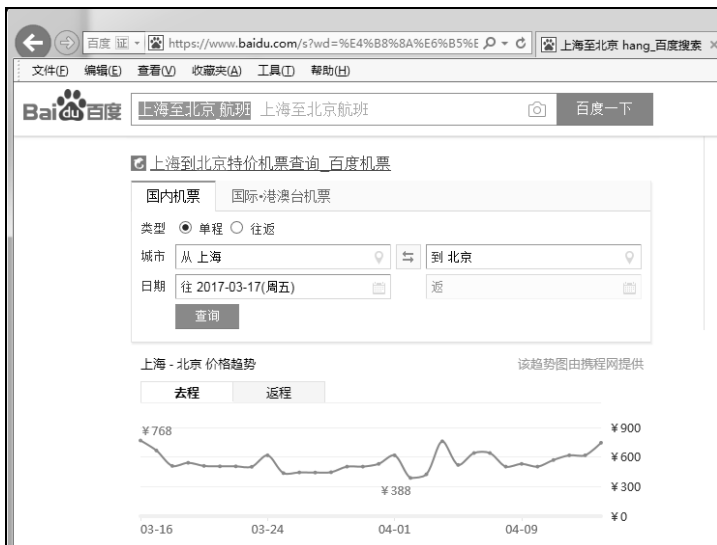 百度 证 https://www.baidu.com/s?wd=%E4%B8%8A%E6%B5%E 上海至北京 hang_百度搜索
文件(F) 编辑(E) 查看(V) 收藏夹(A) 工具(T) 帮助(H)
Bai du 百度 上海至北京 航班 上海至北京航班 百度一下
上海到北京特价机票查询_百度机票
国内机票 国际•港澳台机票
类型 单程 往返
城市 从 上海 到 北京
日期 往 2017-03-17(周五) 返
查询
上海 - 北京 价格趋势 该趋势图由携程网提供
去程 返程
¥768 ¥900
¥600
¥388 ¥300
¥0
03-16 03-24 04-01 04-09